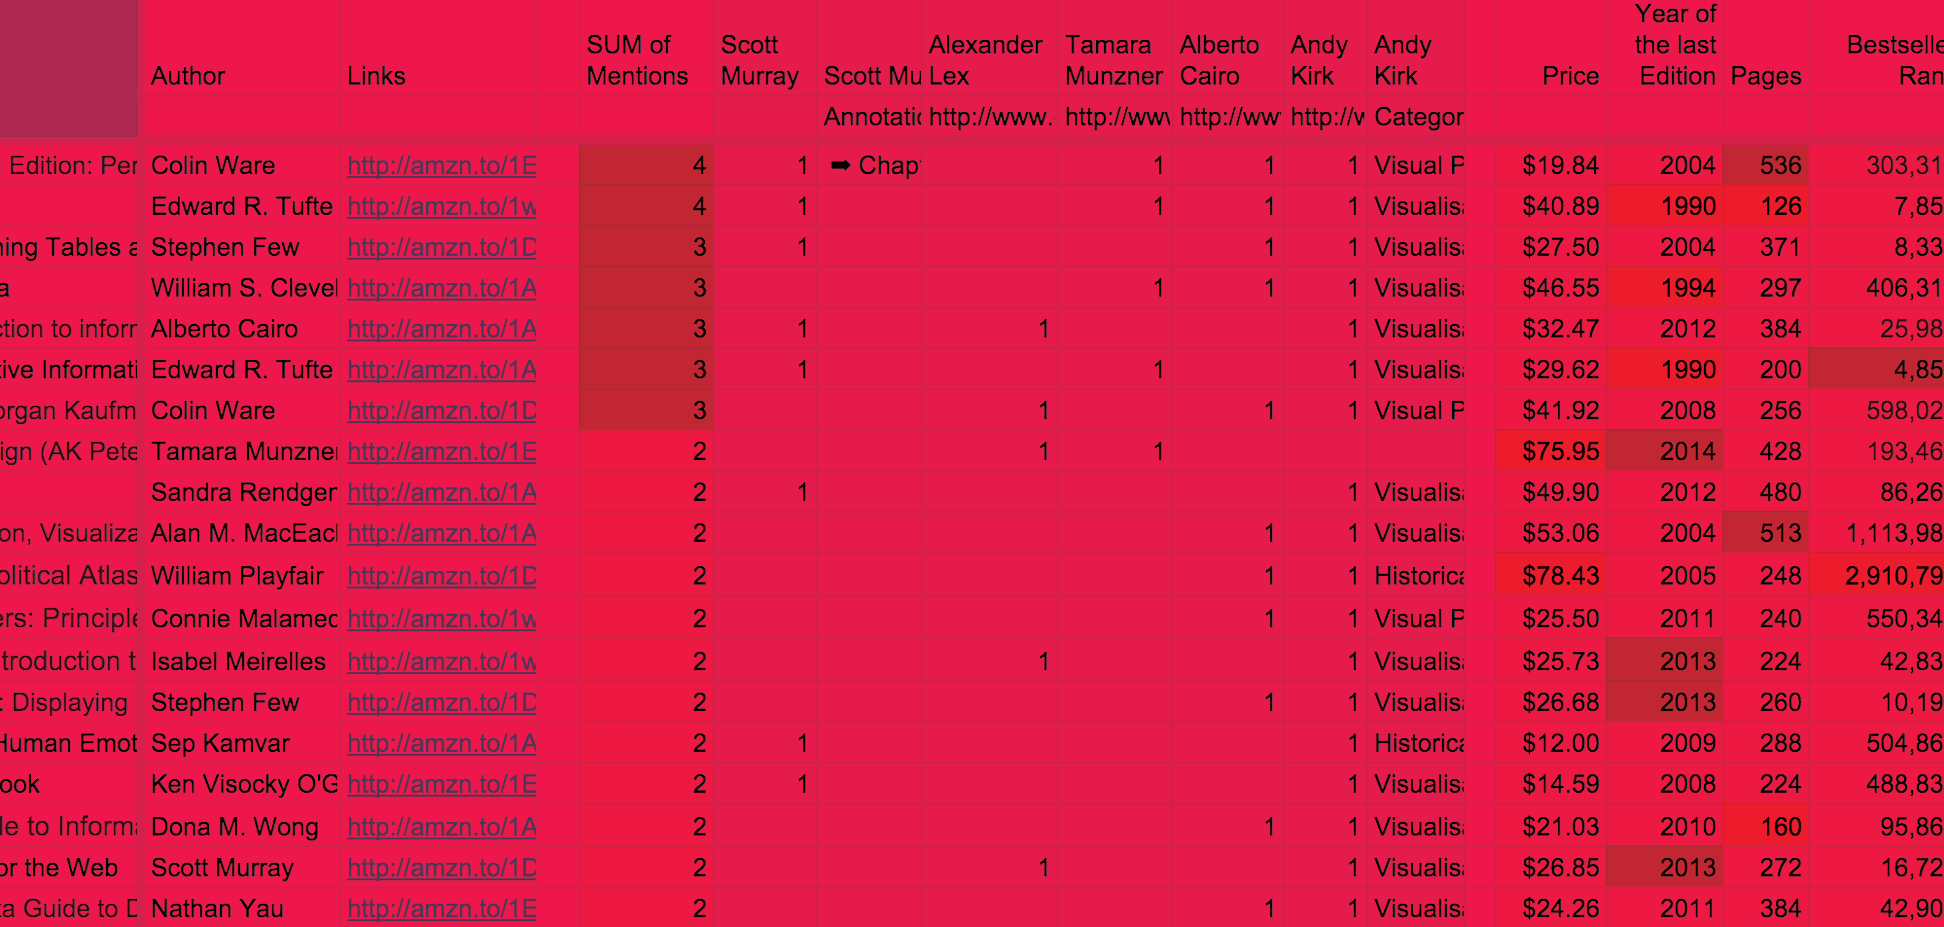 Author Links SUM of Mentions Scott Murray Scott Mu Alexander Lex Tamara Munzner Alberto Cairo Andy Kirk Andy Kirk Price Year of the last Edition Pages Bestselle Ran
Annotatio http://www. http://www http://ww http://w Categor
Edition: Per Colin Ware http://amzn.to/1E 4 1 ➡ Chap 1 1 1 Visual P $19.84 2004 536 303,31
Edward R. Tufte http://amzn.to/1w 4 1 1 1 1 Visualis $40.89 1990 126 7,85
ning Tables a Stephen Few http://amzn.to/1D 3 1 1 1 Visualis $27.50 2004 371 8,33
a William S. Clevel http://amzn.to/1A 3 1 1 1 Visualis $46.55 1994 297 406,31
ction to inform Alberto Cairo http://amzn.to/1A 3 1 1 1 Visualis $32.47 2012 384 25,98
tive Informati Edward R. Tufte http://amzn.to/1A 3 1 1 1 Visualis $29.62 1990 200 4,85
organ Kaufm Colin Ware http://amzn.to/1D 3 1 1 1 Visual P $41.92 2008 256 598,02
ign (AK Pete Tamara Munzner http://amzn.to/1E 2 1 1 $75.95 2014 428 193,46
Sandra Rendgen http://amzn.to/1A 2 1 1 Visualis $49.90 2012 480 86,26
on, Visualiza Alan M. MacEacl http://amzn.to/1A 2 1 1 Visualis $53.06 2004 513 1,113,98
olitical Atlas William Playfair http://amzn.to/1D 2 1 1 Historica $78.43 2005 248 2,910,79
ers: Principle Connie Malamed http://amzn.to/1w 2 1 1 Visual P $25.50 2011 240 550,34
troduction t Isabel Meirelles http://amzn.to/1w 2 1 1 Visualis $25.73 2013 224 42,83
: Displaying Stephen Few http://amzn.to/1D 2 1 1 Visualis $26.68 2013 260 10,19
Human Emot Sep Kamvar http://amzn.to/1A 2 1 1 Historica $12.00 2009 288 504,86
ook Ken Visocky O'G http://amzn.to/1E 2 1 1 Visualis $14.59 2008 224 488,83
de to Informa Dona M. Wong http://amzn.to/1A 2 1 1 Visualis $21.03 2010 160 95,86
or the Web Scott Murray http://amzn.to/1D 2 1 1 Visualis $26.85 2013 272 16,72
ta Guide to D Nathan Yau http://amzn.to/1E 2 1 1 Visualis $24.26 2011 384 42,90